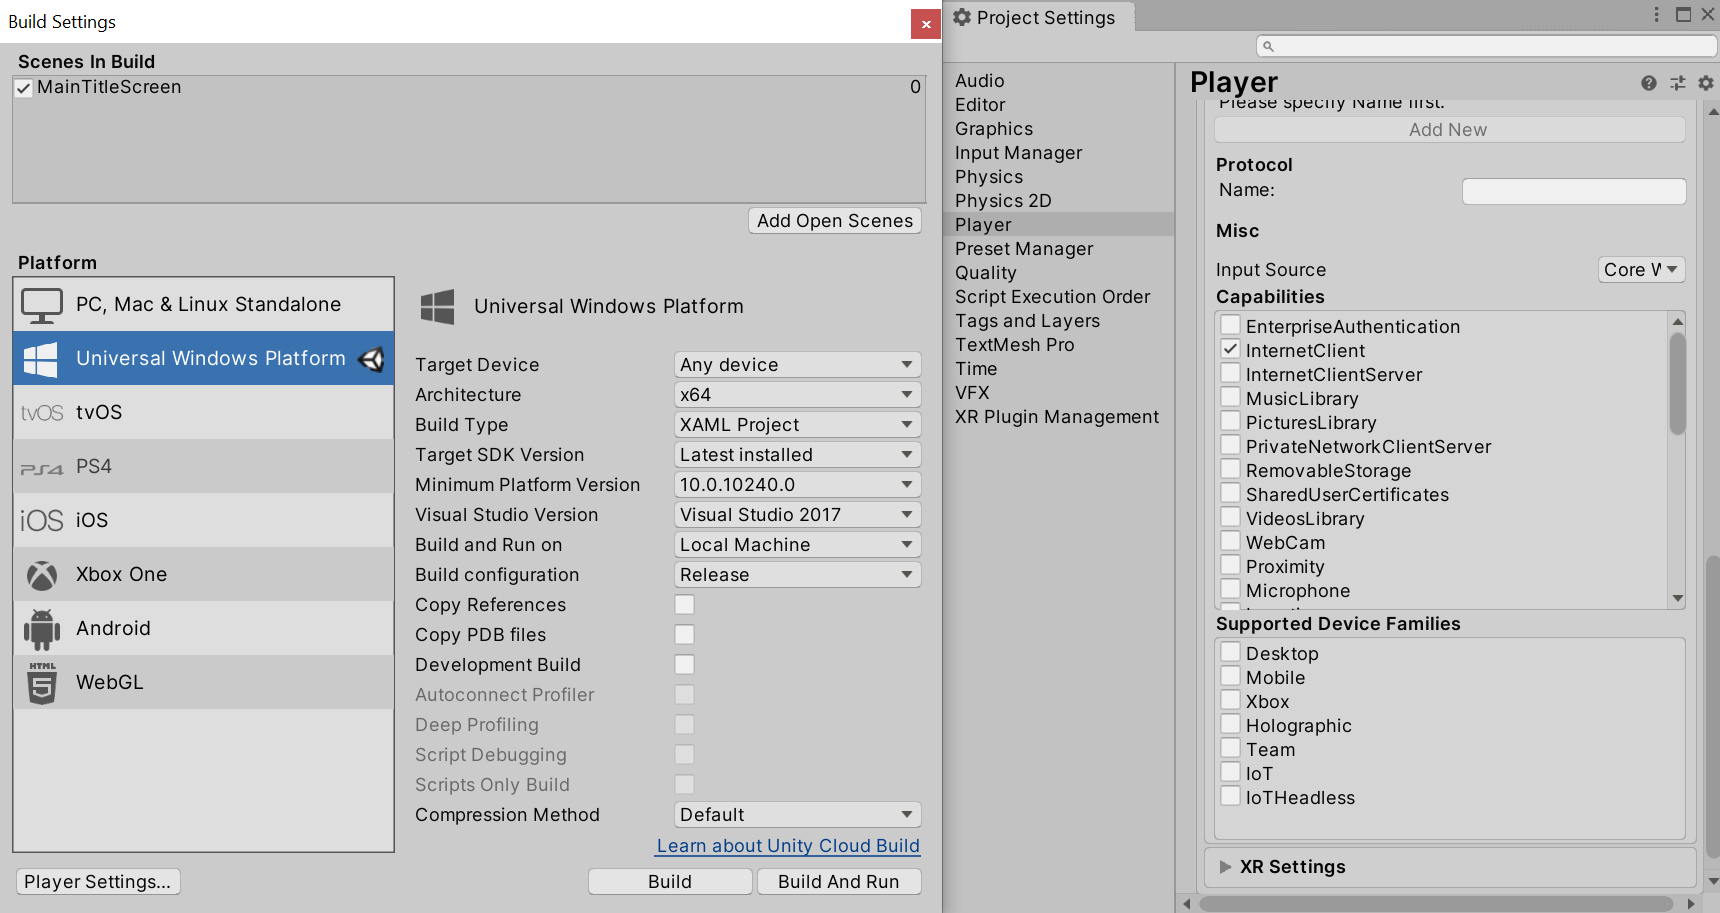 Build Settings
Scenes In Build
MainTitleScreen 0
Add Open Scenes
Platform
PC, Mac & Linux Standalone
Universal Windows Platform
tvOS tvOS
PS4 PS4
iOS iOS
Xbox One
Android
HTML
5 WebGL
Universal Windows Platform
Target Device Any device
Architecture x64
Build Type XAML Project
Target SDK Version Latest installed
Minimum Platform Version 10.0.10240.0
Visual Studio Version Visual Studio 2017
Build and Run on Local Machine
Build configuration Release
Copy References
Copy PDB files
Development Build
Autoconnect Profiler
Deep Profiling
Script Debugging
Scripts Only Build
Compression Method Default
Learn about Unity Cloud Build
Player Settings...
Build
Build And Run
Project Settings
Audio
Editor
Graphics
Input Manager
Physics
Physics 2D
Player
Preset Manager
Quality
Script Execution Order
Tags and Layers
TextMesh Pro
Time
VFX
XR Plugin Management
Player
Please specify Name first.
Add New
Protocol
Name:
Misc
Input Source Core
Capabilities
EnterpriseAuthentication
InternetClient
InternetClientServer
MusicLibrary
PicturesLibrary
PrivateNetworkClientServer
RemovableStorage
SharedUserCertificates
VideosLibrary
WebCam
Proximity
Microphone
Supported Device Families
Desktop
Mobile
Xbox
Holographic
Team
IoT
IoTHeadless
XR Settings